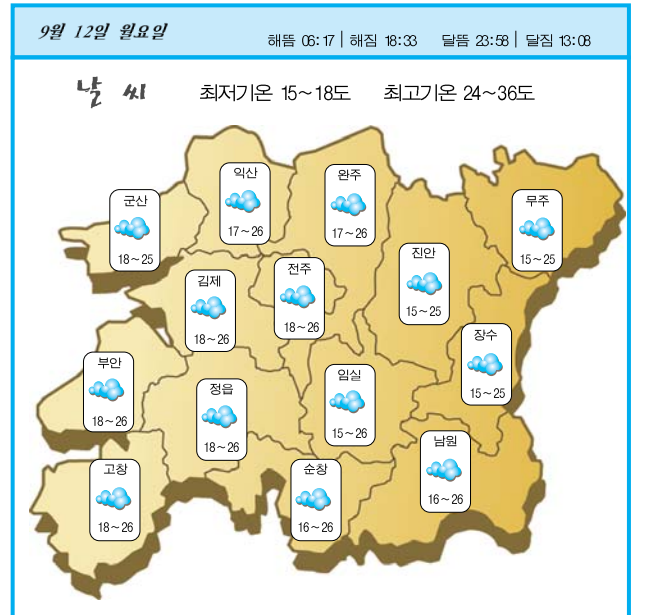 9월 12일 월요일
해뜸 06:17 | 해짐 18:33 달뜸 23:58 | 달짐 13:08
날 씨
최저기온 15~18도 최고기온 24~36도
익산
17~26
완주
17~26
군산
18~25
무주
15~25
진안
15~25
전주
18~26
김제
18~26
장수
15~25
부안
18~26
임실
15~26
정읍
18~26
남원
16~26
고창
18~26
순창
16~26